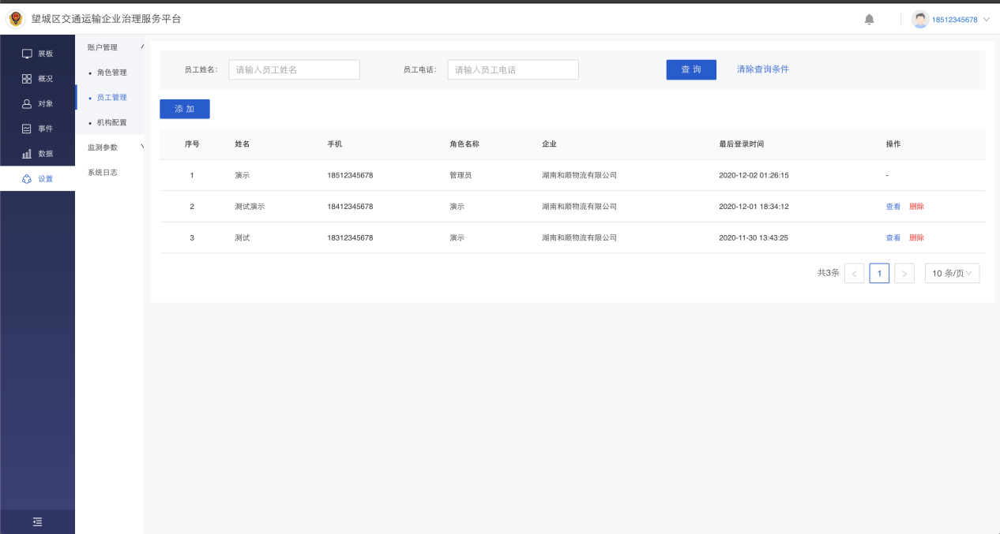 望城区交通运输企业治理服务平台
18512345678
展板
概况
对象
事件
数据
设置
账户管理
角色管理
员工管理
机构配置
监测参数
系统日志
员工姓名: 请输入员工姓名 员工电话: 请输入员工电话 查 询 清除查询条件
添 加
序号 姓名 手机 角色名称 企业 最后登录时间 操作
1 演示 18512345678 管理员 湖南和顺物流有限公司 2020-12-02 01:26:15 -
2 测试演示 18412345678 演示 湖南和顺物流有限公司 2020-12-01 18:34:12 查看 删除
3 测试 18312345678 演示 湖南和顺物流有限公司 2020-11-30 13:43:25 查看 删除
共3条 < 1 > 10 条/页